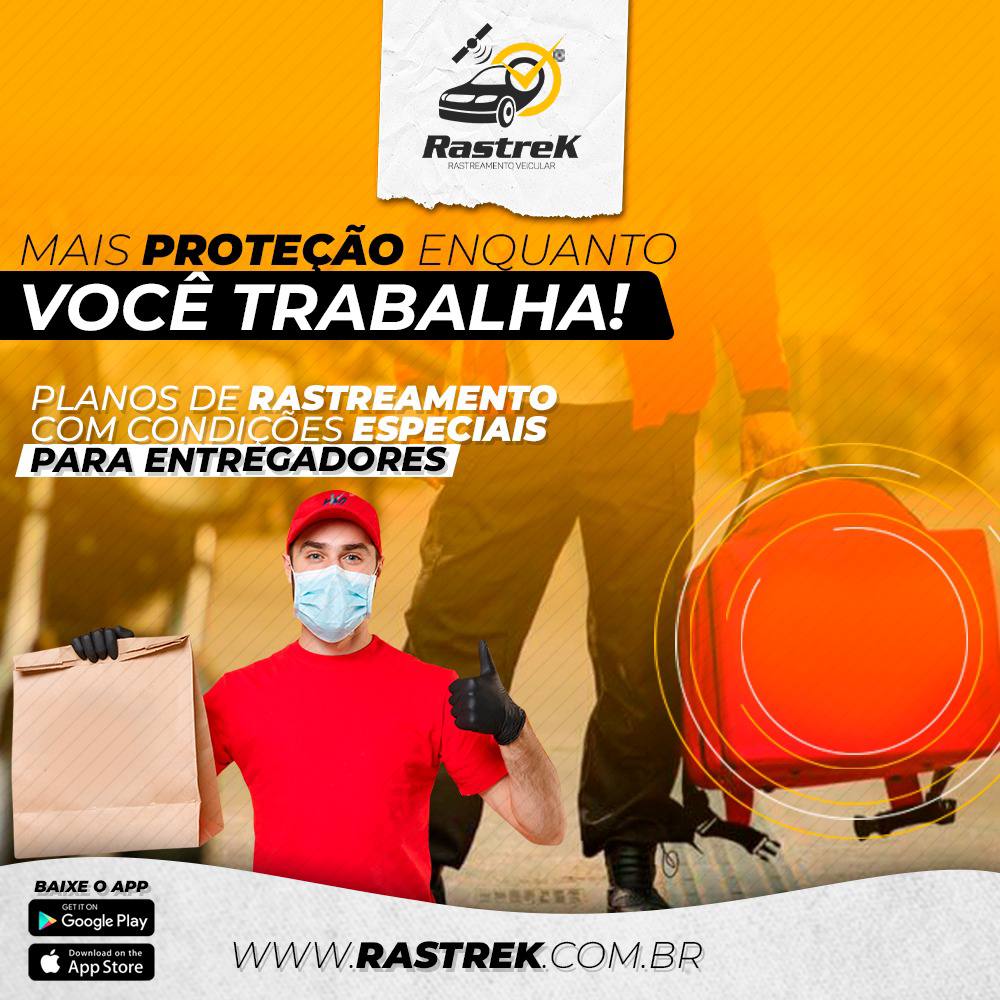 RastreK
RASTREAMENTO VEICULAR
MAIS PROTEÇÃO ENQUANTO
VOCÊ TRABALHA!
PLANOS DE RASTREAMENTO
COM CONDIÇÕES ESPECIAIS
PARA ENTREGADORES
BAIXE O APP
GET IT ON
Google Play
Download on the
App Store
WWW.RASTREK.COM.BR